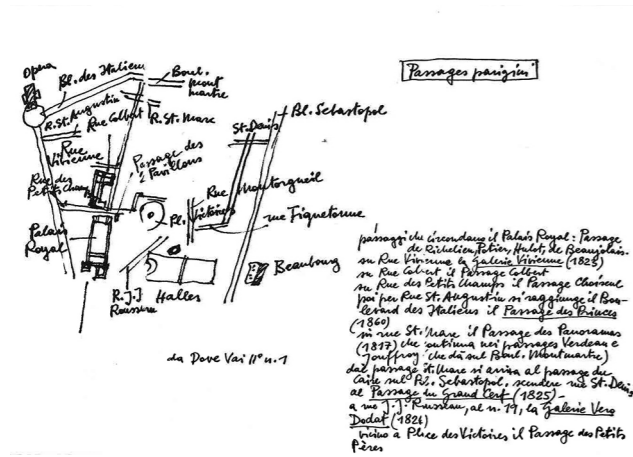 Passages parigini
Opera
Bl. des Italiens
Boul.
mont
martre
R. St. Augustin
Rue Colbert
R. St. Marc
Rue
Vivienne
Passage des
2 Pavillons
St. Denis
Bl. Sebastopol
Rue des
Petits Champs
Rue Montorgueil
Pl. Victoires
rue Tiquetonne
Palais
Royal
R. J. J
Rousseau
Halles
Beaubourg
da Dove Vai n° n. 1
passaggi che circondano il Palais Royal: Passage
de Richelieu, Potier, Hulot, de Beaujolais.
su Rue Vivienne la Galerie Vivienne (1823)
su Rue Colbert il Passage Colbert
su Rue des Petits Champs il Passage Choiseul
poi per Rue St. Augustin si raggiunge il Bou-
levard des Italiens il Passage des Princes
(1860)
in rue St. Marc il Passage des Panoramas
(1817) che continua nei passages Verdeau e
Jouffroy che dà sul Boul. Montmartre)
dal passage St. Marc si arriva al passage du
Caire sul Bl. Sebastopol, scendere rue St. Denis
al Passage du Grand Cerf (1825)-
a rue J. J. Rousseau, al n. 19, la Galerie Vero
Dodat (1826)
vicino a Place des Victoires il Passage des Petits
Pères